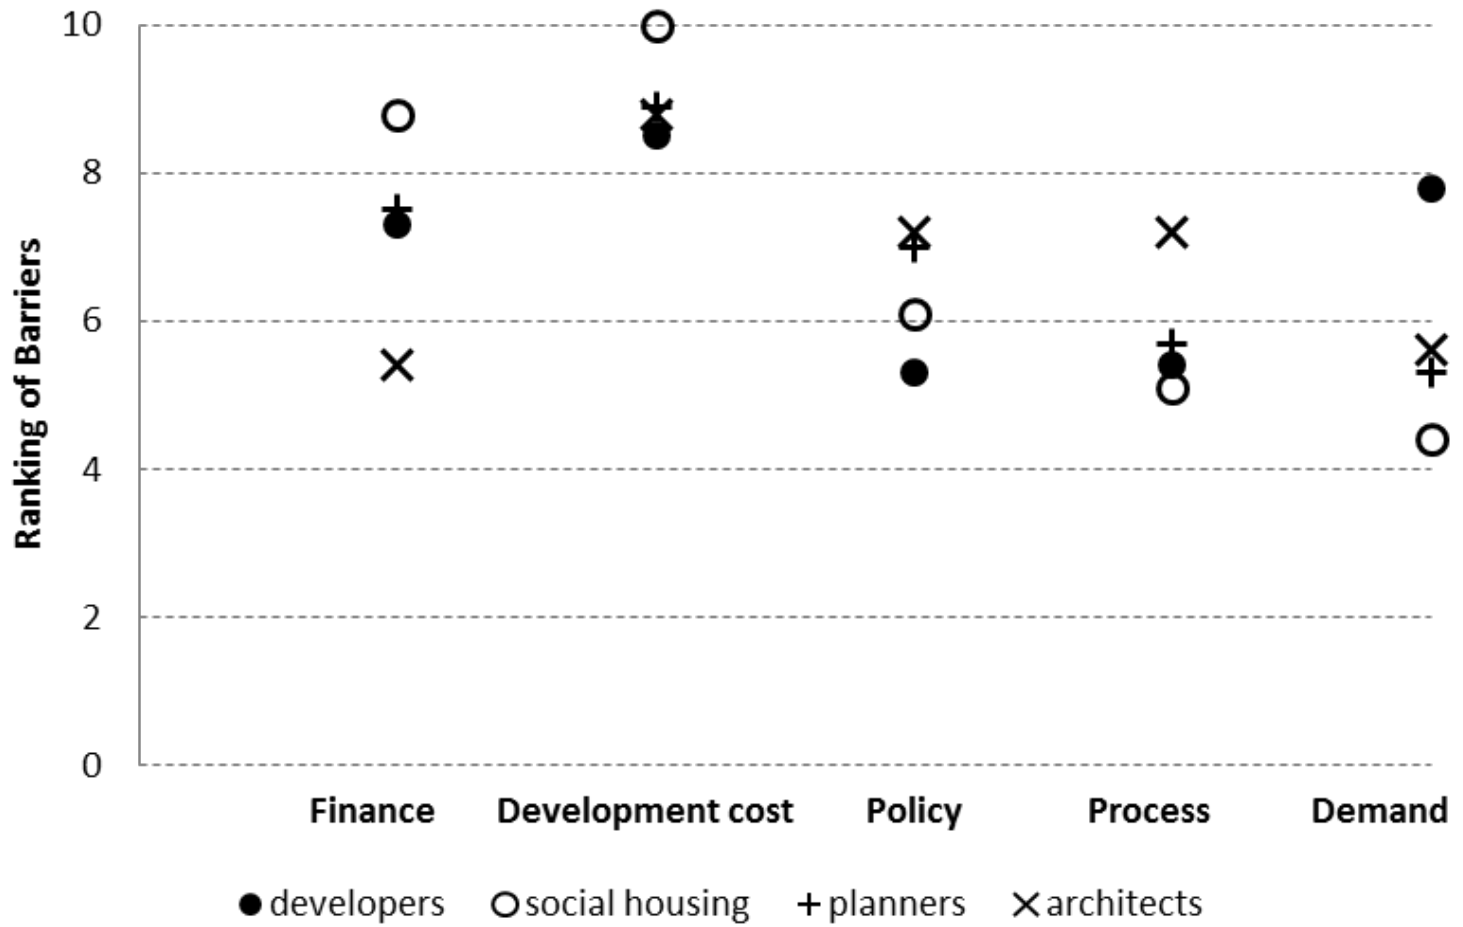 Ranking of Barriers
10
8
6
4
2
0
Finance Development cost Policy Process Demand
developers social housing planners architects